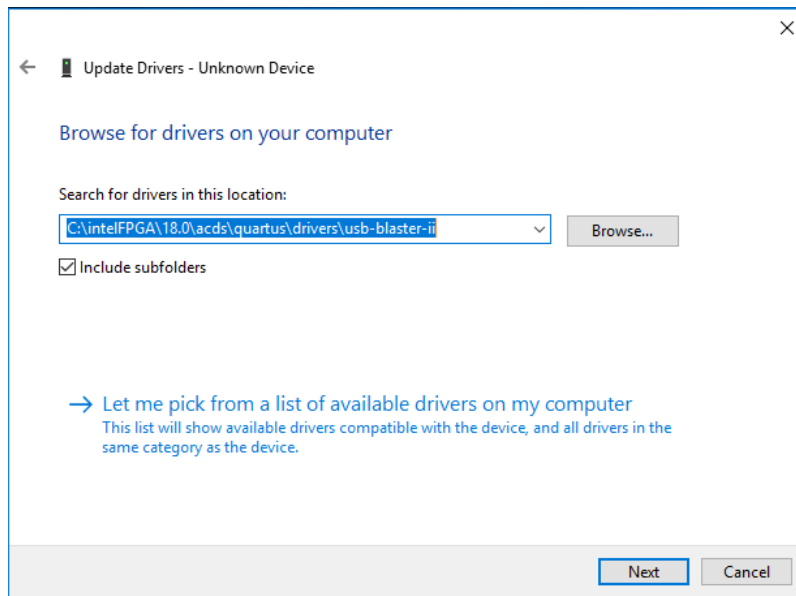 Update Drivers - Unknown Device
Browse for drivers on your computer
Search for drivers in this location:
C:\intelFPGA\18.0\acds\quartus\drivers\usb-blaster-ii
Browse...
Include subfolders
Let me pick from a list of available drivers on my computer
This list will show available drivers compatible with the device, and all drivers in the
same category as the device.
Next
Cancel